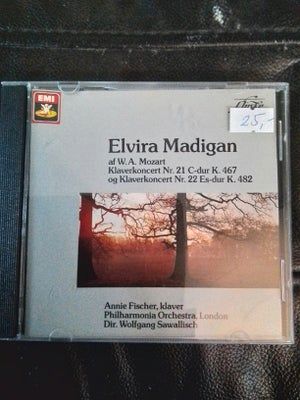 EMI
25,-
Elvira Madigan
af W. A. Mozart
Klaverkoncert Nr. 21 C-dur K. 467
og Klaverkoncert Nr. 22 Es-dur K. 482
Annie Fischer, klaver
Philharmonia Orchestra, London
Dir. Wolfgang Sawallisch